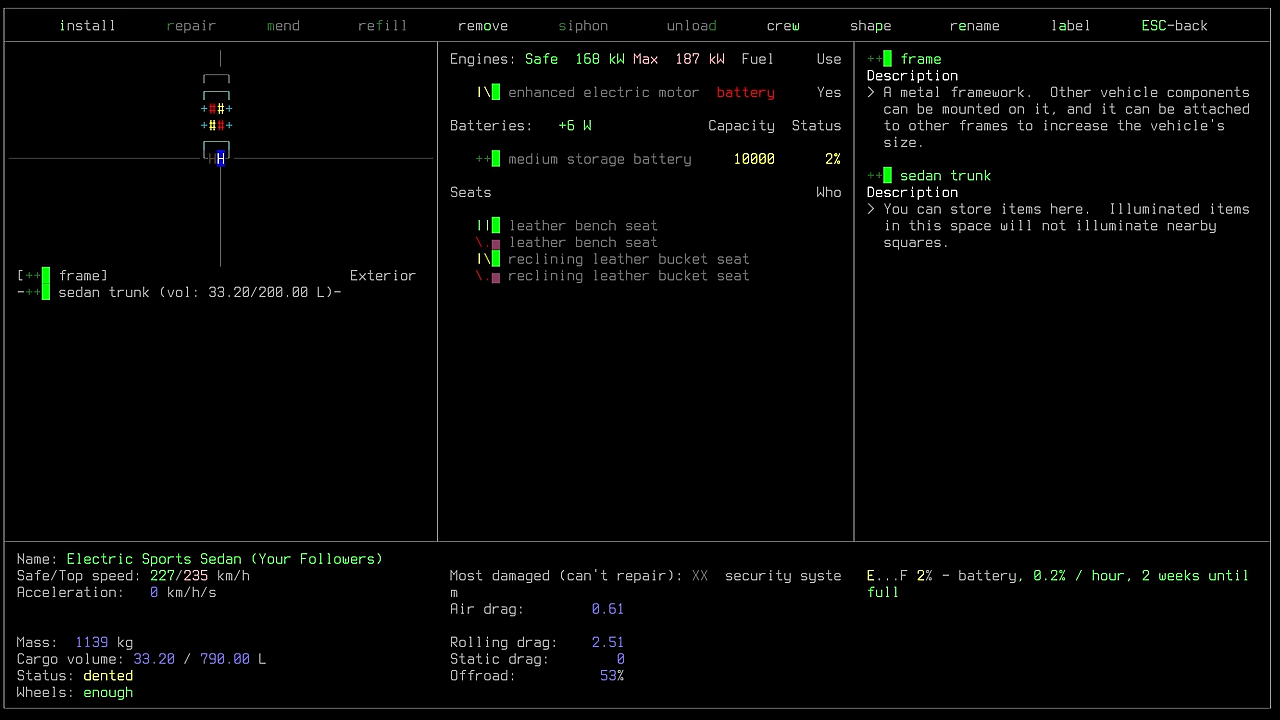 install repair mend refill remove siphon unload crew shape rename label ESC-back
Engines: Safe 168 kW Max 187 kW Fuel Use
I\ enhanced electric motor battery Yes
Batteries: +6 W Capacity Status
++ medium storage battery 10000 2%
Seats Who
|| leather bench seat
\. leather bench seat
I\ reclining leather bucket seat
\. reclining leather bucket seat
+##+
+##+
HH
[++ frame] Exterior
-++ sedan trunk (vol: 33.20/200.00 L)-
++ frame
Description
> A metal framework. Other vehicle components
can be mounted on it, and it can be attached
to other frames to increase the vehicle's
size.
++ sedan trunk
Description
> You can store items here. Illuminated items
in this space will not illuminate nearby
squares.
Name: Electric Sports Sedan (Your Followers)
Safe/Top speed: 227/235 km/h
Acceleration: 0 km/h/s
Mass: 1139 kg
Cargo volume: 33.20 / 790.00 L
Status: dented
Wheels: enough
Most damaged (can't repair): XX security syste
m
Air drag: 0.61
Rolling drag: 2.51
Static drag: 0
Offroad: 53%
E...F 2% - battery, 0.2% / hour, 2 weeks until
full